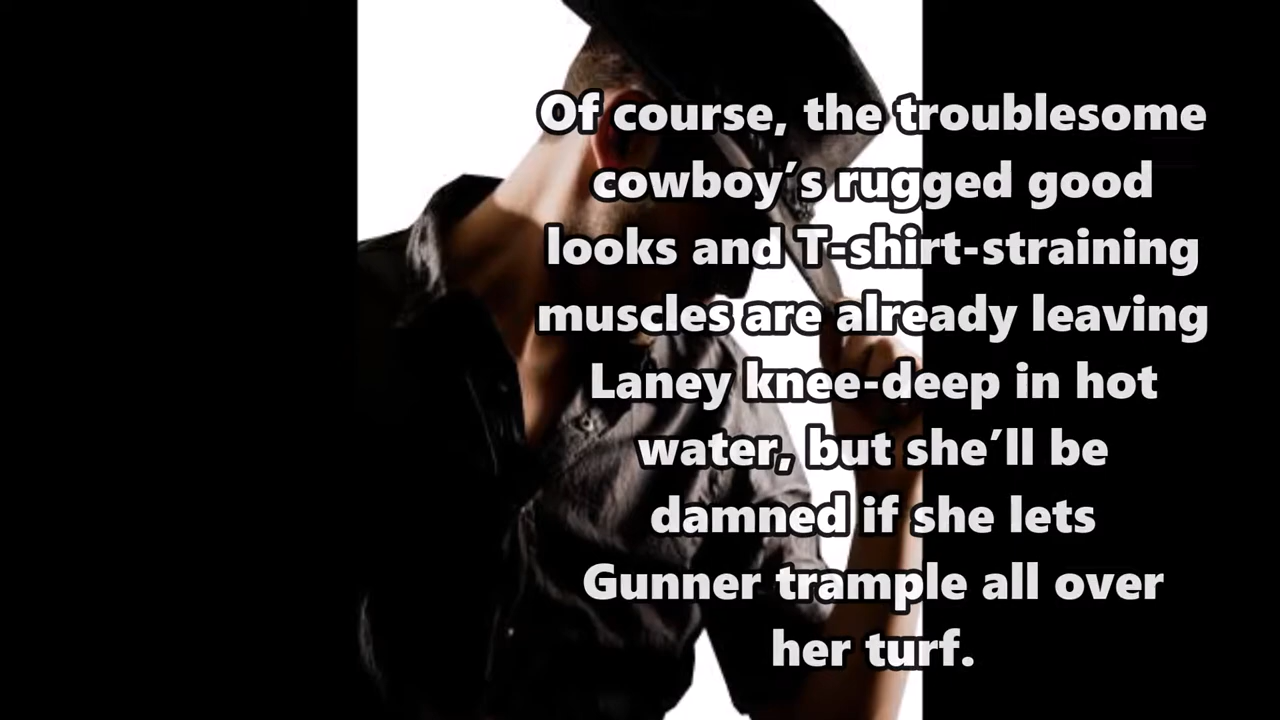 Of course, the troublesome
cowboy’s rugged good
looks and T-shirt-straining
muscles are already leaving
Laney knee-deep in hot
water, but she’ll be
damned if she lets
Gunner trample all over
her turf.